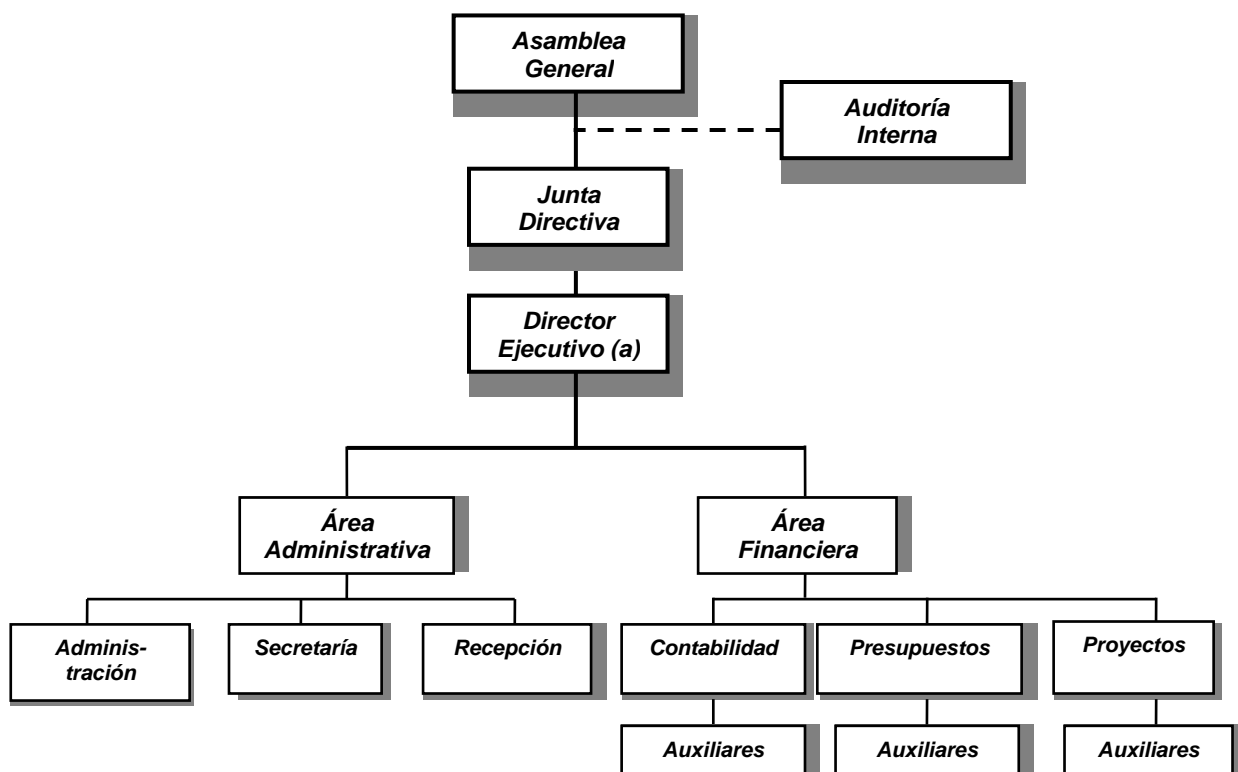 Asamblea
General
Auditoría
Interna
Junta
Directiva
Director
Ejecutivo (a)
Área
Administrativa
Área
Financiera
Adminis-
tración
Secretaría
Recepción
Contabilidad
Presupuestos
Proyectos
Auxiliares
Auxiliares
Auxiliares